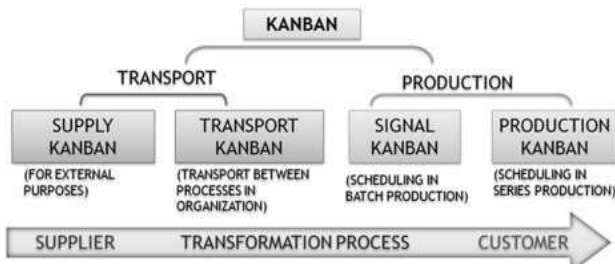 KANBAN
TRANSPORT PRODUCTION
SUPPLY KANBAN
(FOR EXTERNAL PURPOSES)
TRANSPORT KANBAN
(TRANSPORT BETWEEN PROCESSES IN ORGANIZATION)
SIGNAL KANBAN
(SCHEDULING IN BATCH PRODUCTION)
PRODUCTION KANBAN
(SCHEDULING IN SERIES PRODUCTION)
SUPPLIER TRANSFORMATION PROCESS CUSTOMER